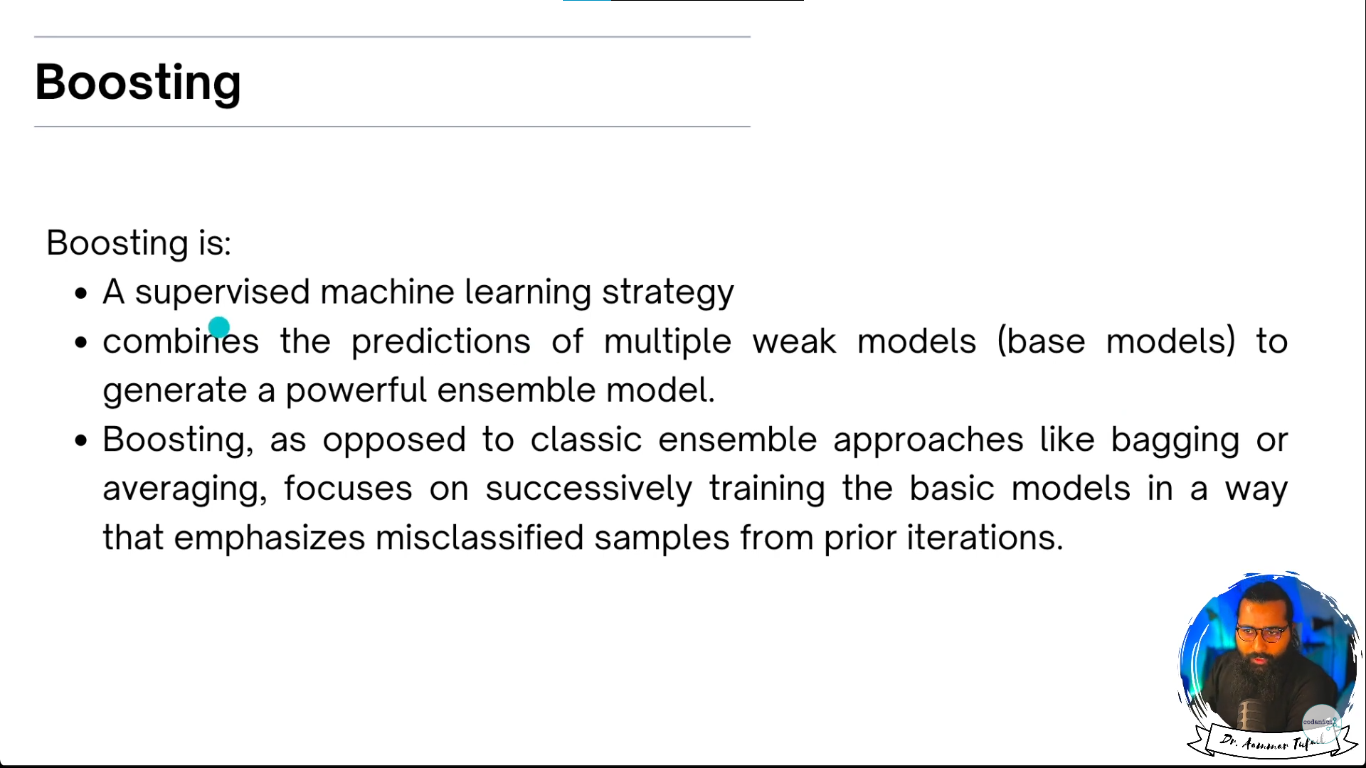 Boosting
Boosting is:
• A supervised machine learning strategy
• combines the predictions of multiple weak models (base models) to
generate a powerful ensemble model.
• Boosting, as opposed to classic ensemble approaches like bagging or
averaging, focuses on successively training the basic models in a way
that emphasizes misclassified samples from prior iterations.
Dr. Aammar